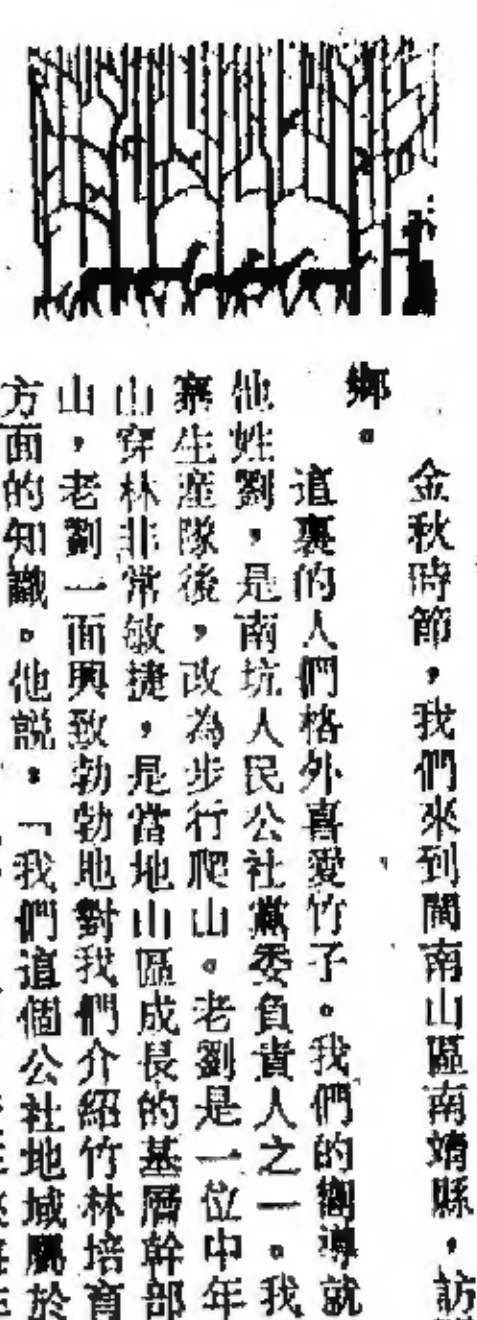 金秋時節，我們來到閩南山區南靖縣，訪
鄉。
這裏的人們格外喜愛竹子。我們的嚮導就
他姓劉，是南坑人民公社黨委負責人之一。我
寨生產隊後，改為步行爬山。老劉是一位中年
山穿林非常敏捷，是當地山區成長的基層幹部
山，老劉一面興致勃勃地對我們介紹竹林培育
方面的知識。他説：「我們這個公社地域屬於